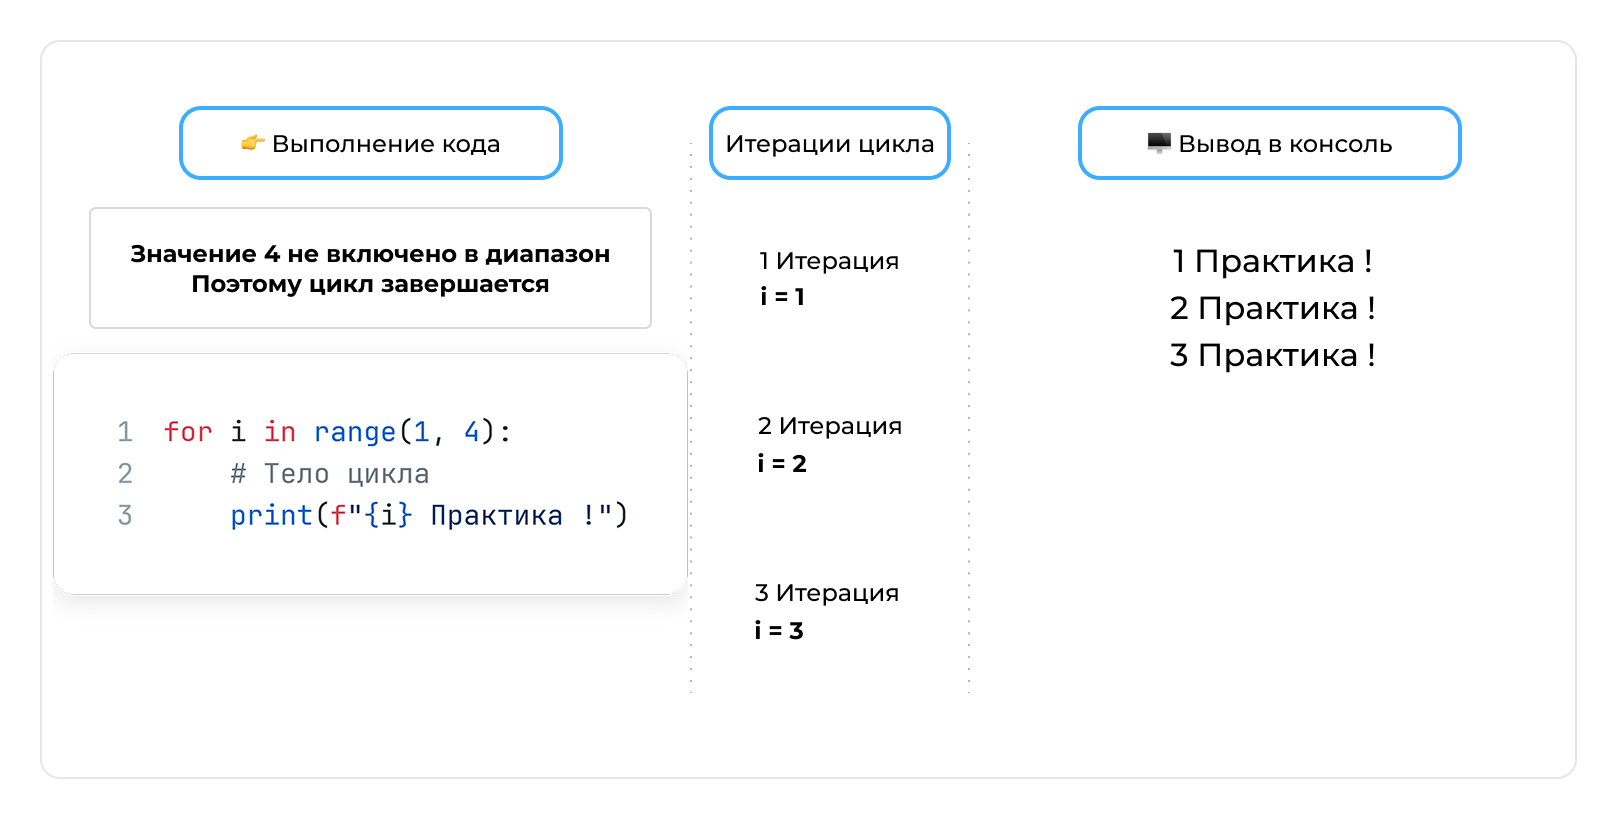 👉 Выполнение кода
Значение 4 не включено в диапазон
Поэтому цикл завершается
1 for i in range(1, 4):
2     # Тело цикла
3     print(f"{i} Практика !")
Итерации цикла
1 Итерация
i = 1
2 Итерация
i = 2
3 Итерация
i = 3
🖥️ Вывод в консоль
1 Практика !
2 Практика !
3 Практика !